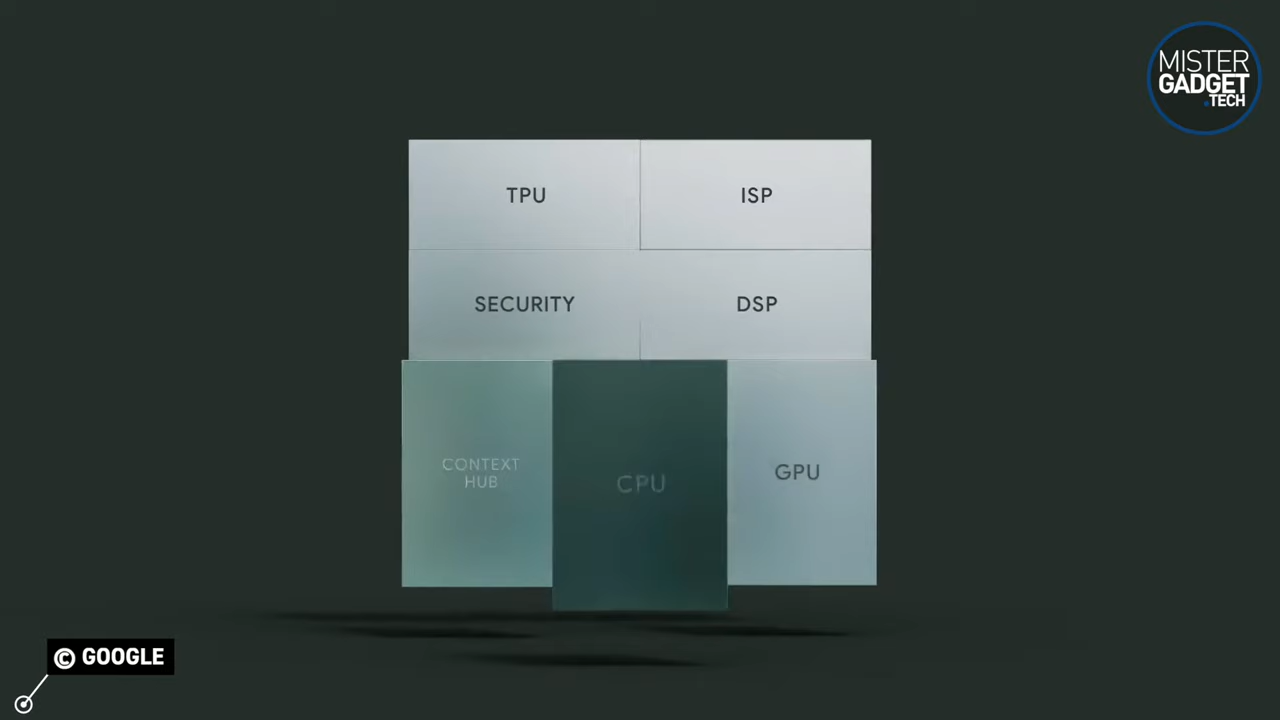 MISTER
GADGET
.TECH
TPU
ISP
SECURITY
DSP
CONTEXT
HUB
CPU
GPU
© GOOGLE